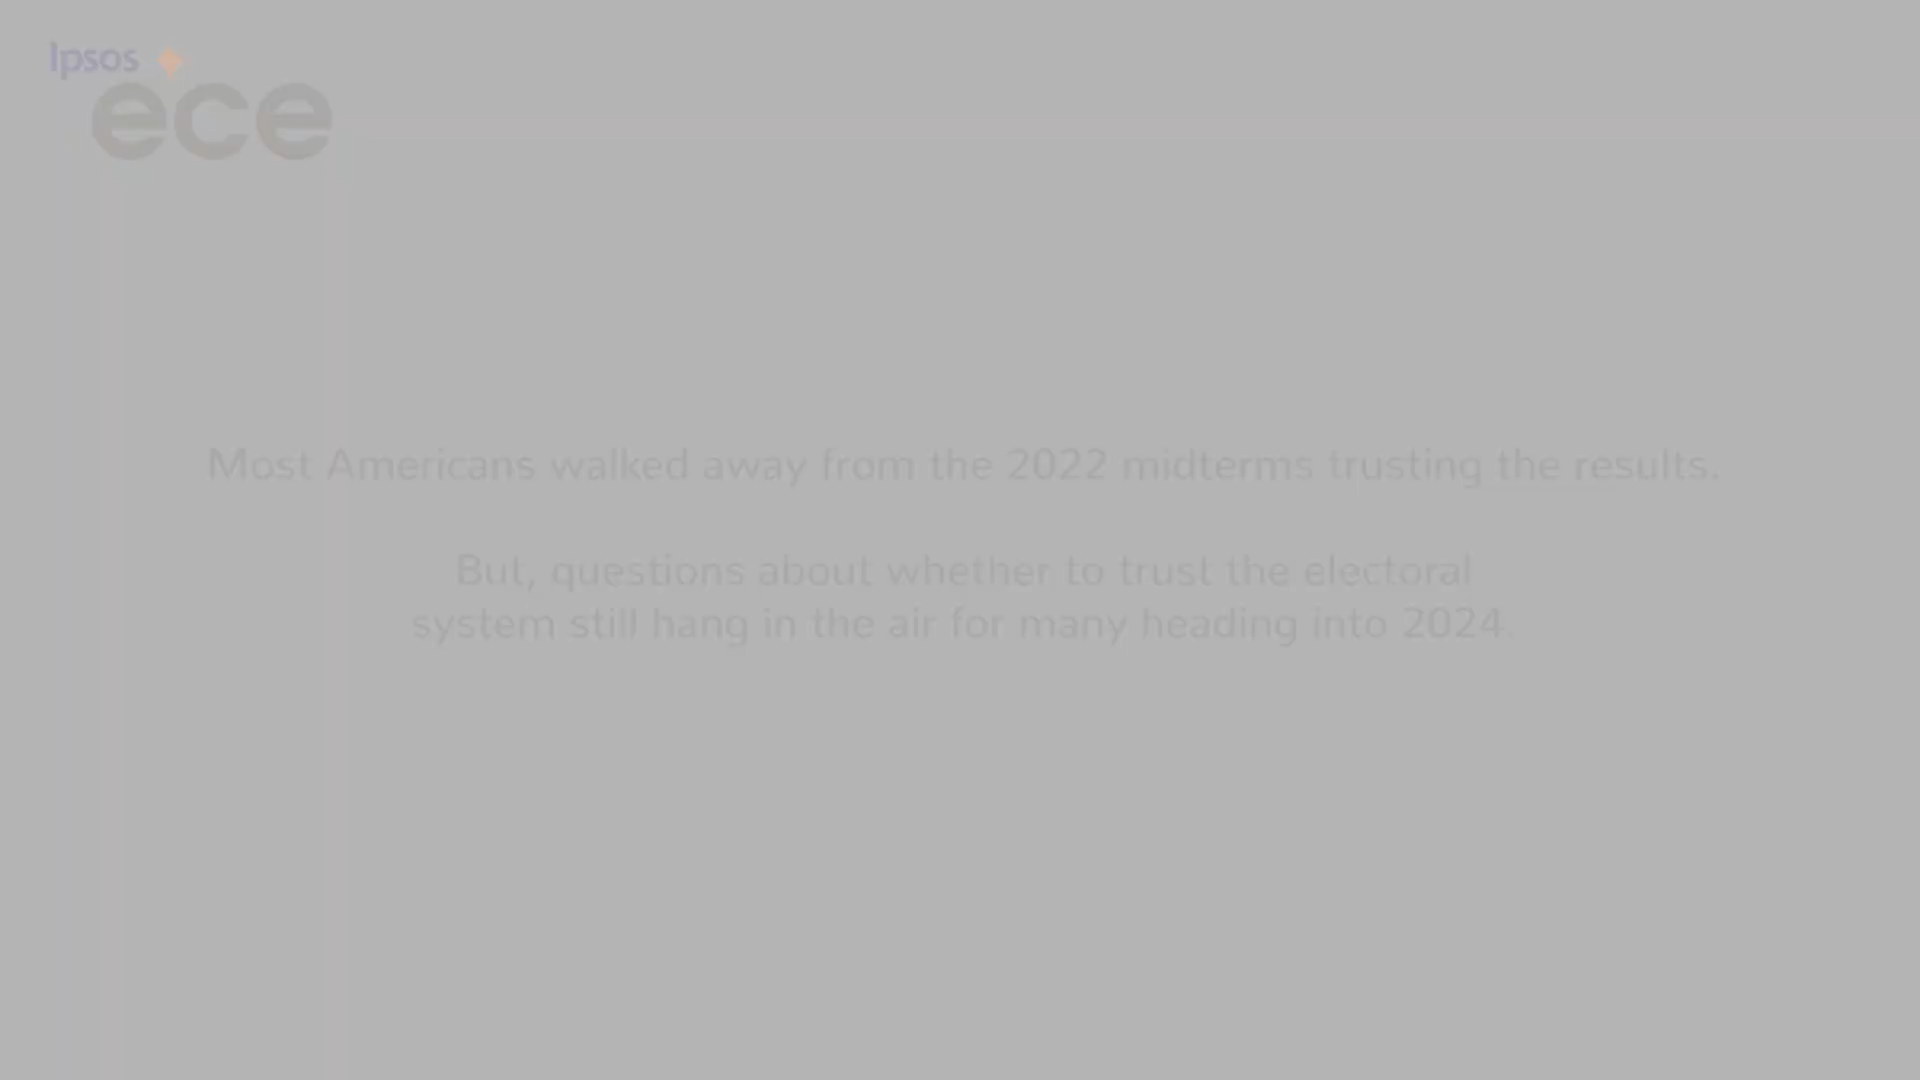 Ipsos
ece
Most Americans walked away from the 2022 midterms trusting the results.
But, questions about whether to trust the electoral
system still hang in the air for many heading into 2024.